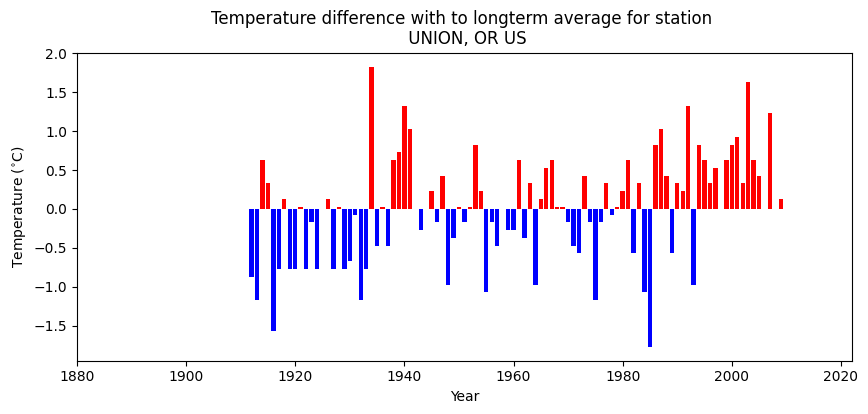 Temperature difference with to longterm average for station
UNION, OR US
Temperature (°C)
2.0
1.5
1.0
0.5
0.0
−0.5
−1.0
−1.5
1880 1900 1920 1940 1960 1980 2000 2020
Year